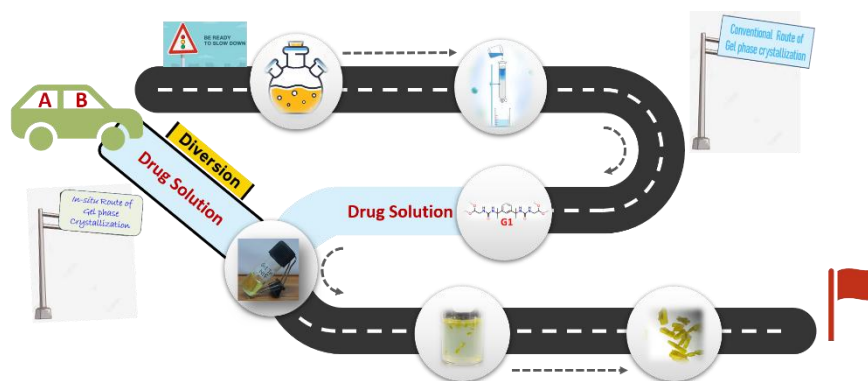 BE READY
TO SLOW DOWN
Conventional Route of
Gel phase crystallization
A B
Diversion
Drug Solution
In-situ Route of
Gel phase
Crystallization
Drug Solution
G1